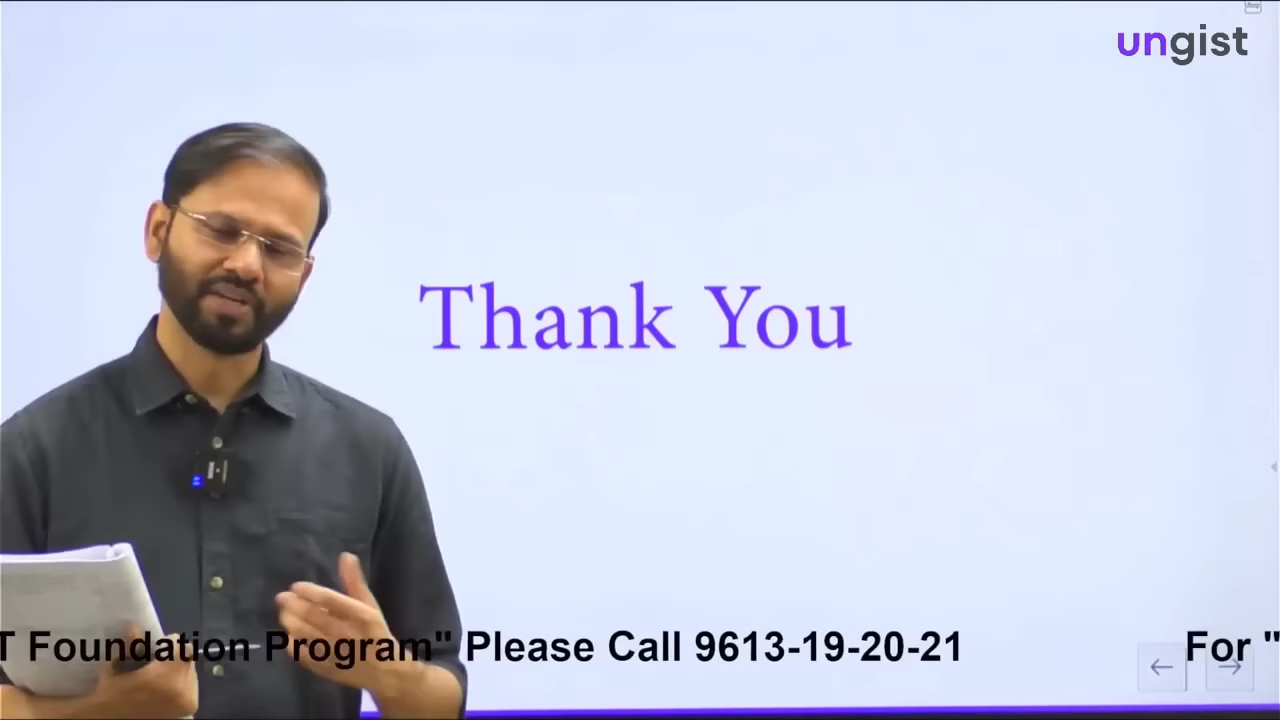 ungist
Thank You
T Foundation Program" Please Call 9613-19-20-21
For "